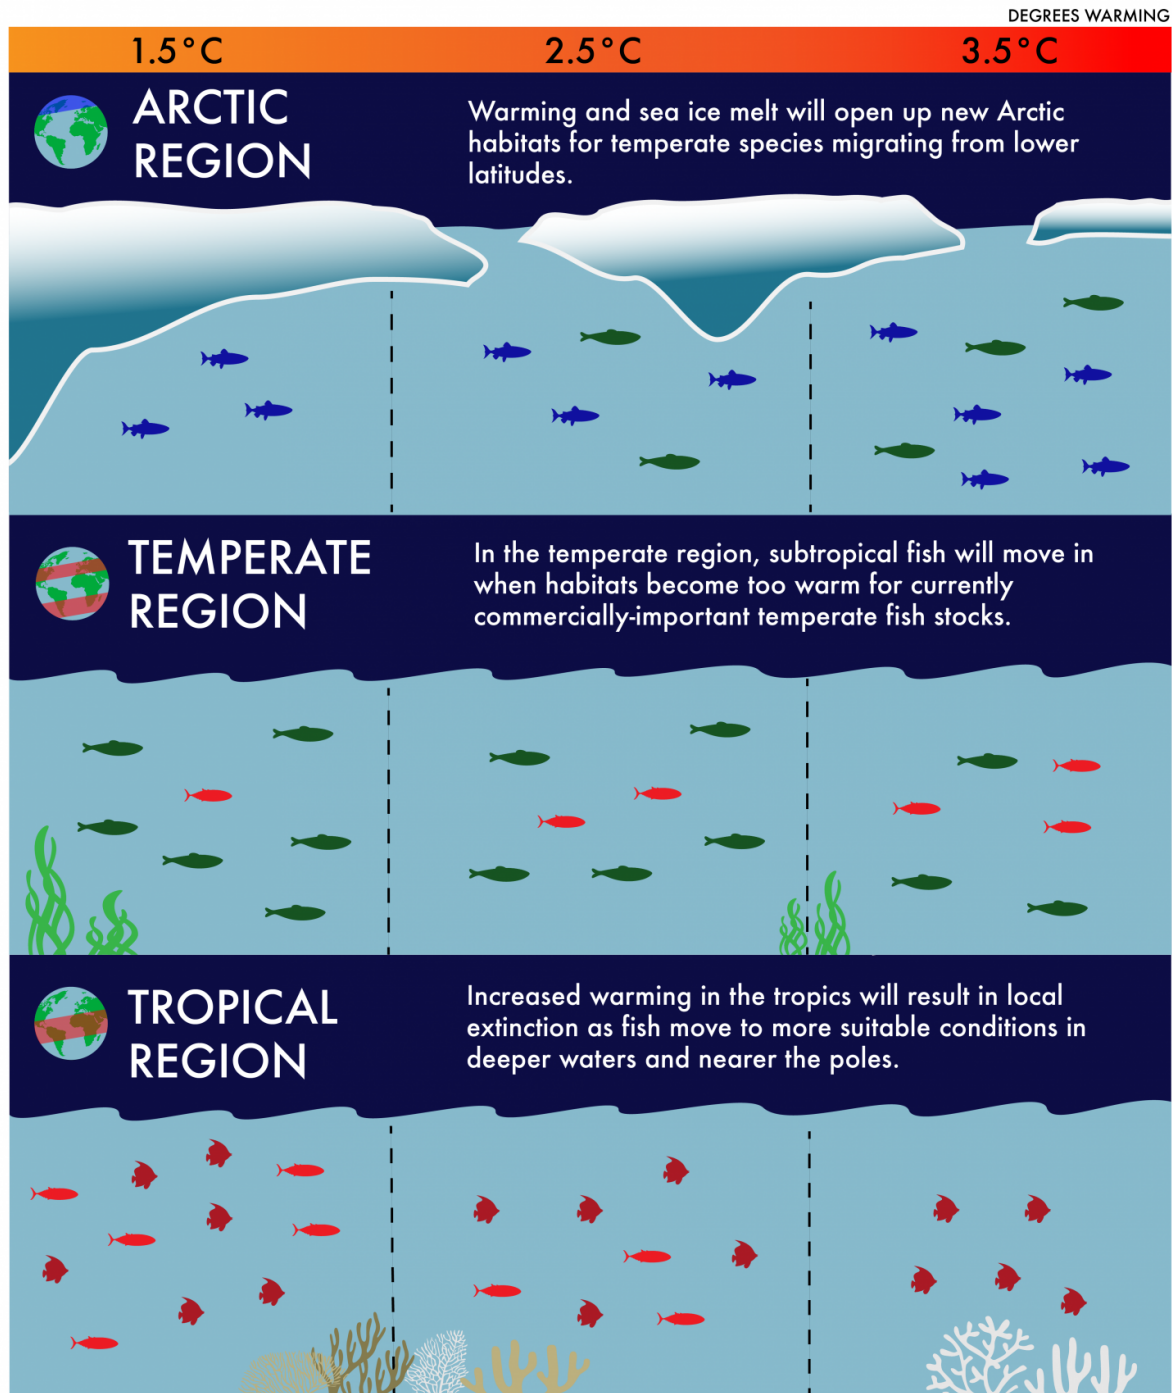 DEGREES WARMING
1.5°C
2.5°C
3.5°C
ARCTIC
REGION
Warming and sea ice melt will open up new Arctic
habitats for temperate species migrating from lower
latitudes.
TEMPERATE
REGION
In the temperate region, subtropical fish will move in
when habitats become too warm for currently
commercially-important temperate fish stocks.
TROPICAL
REGION
Increased warming in the tropics will result in local
extinction as fish move to more suitable conditions in
deeper waters and nearer the poles.